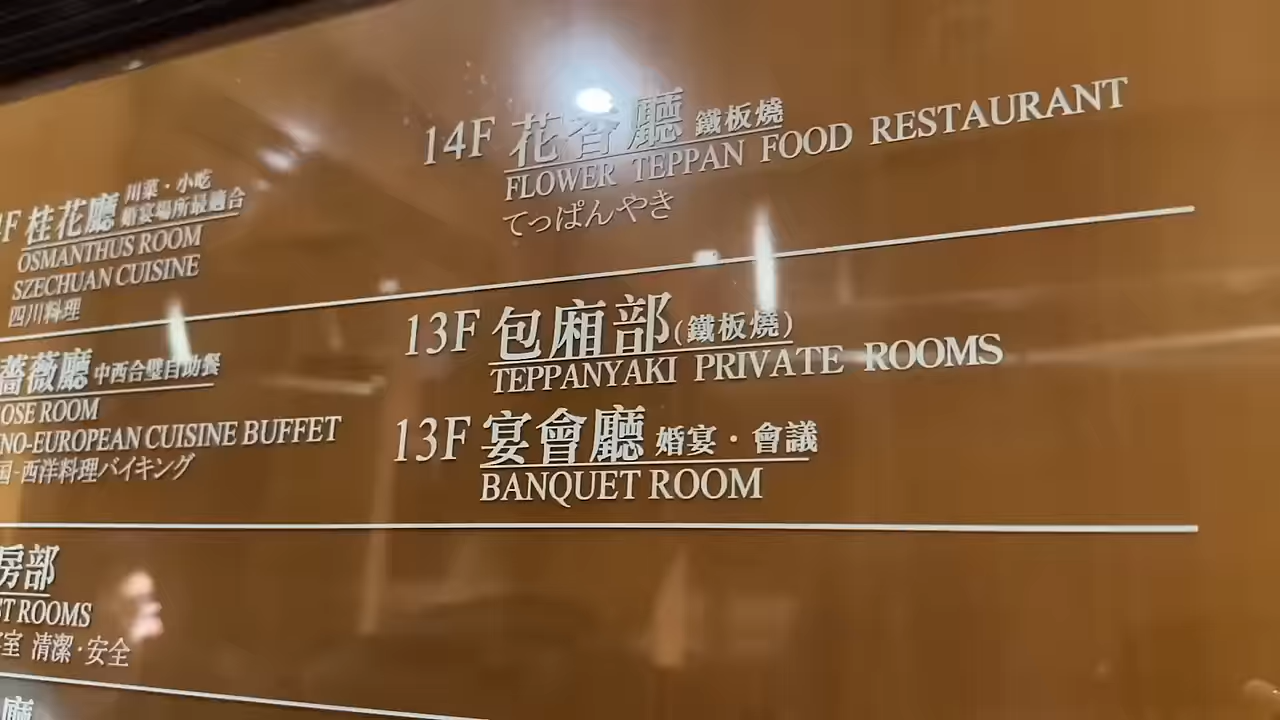 14F 花香廳 鐵板燒
FLOWER TEPPAN FOOD RESTAURANT
てっぱんやき
F 桂花廳 川菜·小吃 婚宴場所最適合
OSMANTHUS ROOM
SZECHUAN CUISINE
四川料理
13F 包廂部(鐵板燒)
TEPPANYAKI PRIVATE ROOMS
13F 宴會廳 婚宴·會議
BANQUET ROOM
薔薇廳 中西合璧自助餐
OSE ROOM
NO-EUROPEAN CUISINE BUFFET
国-西洋料理バイキング
房部
ST ROOMS
室 清潔·安全
廳